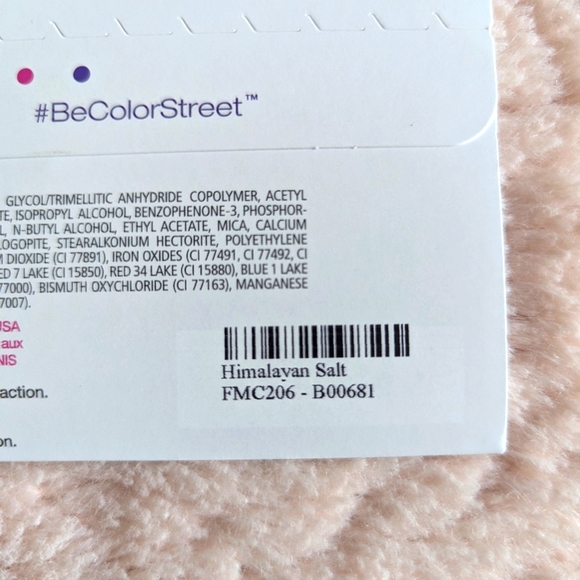 #BeColorStreet™
GLYCOL/TRIMELLITIC ANHYDRIDE COPOLYMER, ACETYL
TE, ISOPROPYL ALCOHOL, BENZOPHENONE-3, PHOSPHOR-
L, N-BUTYL ALCOHOL, ETHYL ACETATE, MICA, CALCIUM
LOGOPITE, STEARALKONIUM HECTORITE, POLYETHYLENE
M DIOXIDE (CI 77891), IRON OXIDES (CI 77491, CI 77492, CI
ED 7 LAKE (CI 15850), RED 34 LAKE (CI 15880), BLUE 1 LAKE
77000), BISMUTH OXYCHLORIDE (CI 77163), MANGANESE
77007).
USA
aux
NIS
action.
on.
Himalayan Salt
FMC206 - B00681